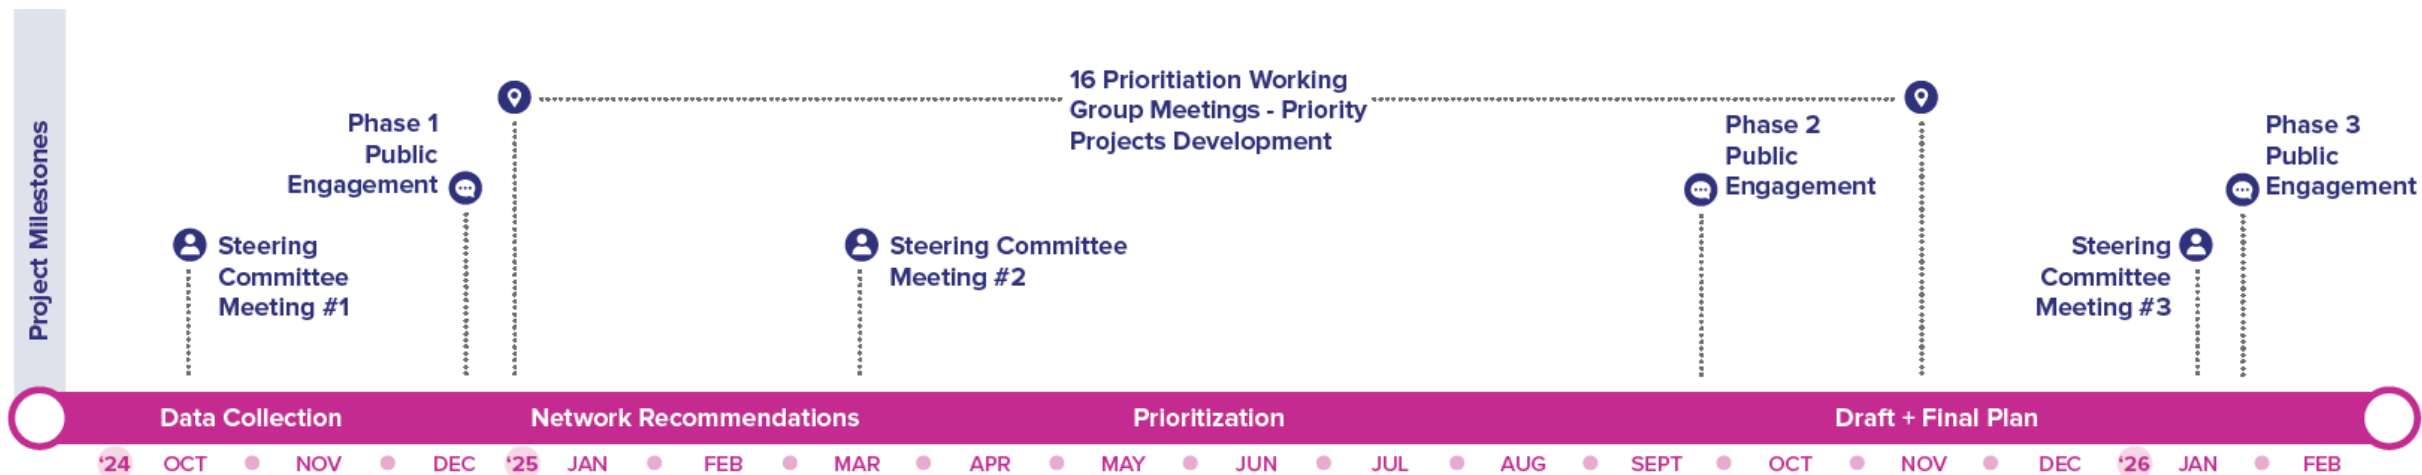 Project Milestones
Steering
Committee
Meeting #1
Phase 1
Public
Engagement
16 Prioritiation Working
Group Meetings - Priority
Projects Development
Steering Committee
Meeting #2
Phase 2
Public
Engagement
Steering
Committee
Meeting #3
Phase 3
Public
Engagement
Data Collection
Network Recommendations
Prioritization
Draft + Final Plan
‘24 OCT NOV DEC ‘25 JAN FEB MAR APR MAY JUN JUL AUG SEPT OCT NOV DEC ‘26 JAN FEB